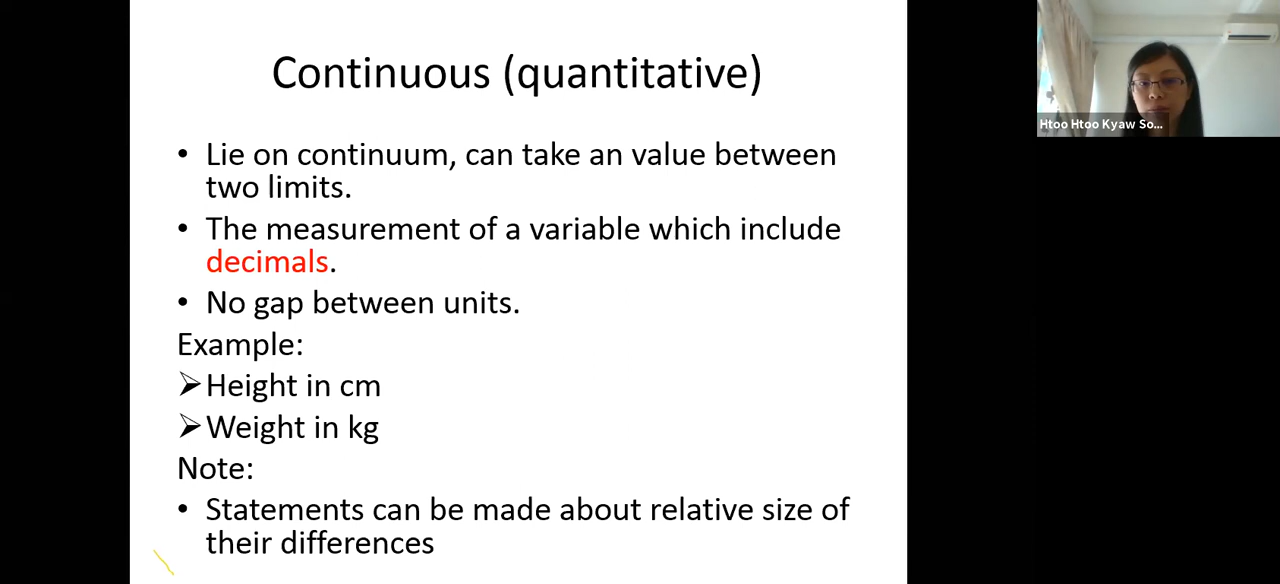 Continuous (quantitative)
• Lie on continuum, can take an value between
two limits.
• The measurement of a variable which include
decimals.
• No gap between units.
Example:
➢Height in cm
➢Weight in kg
Note:
• Statements can be made about relative size of
their differences
Htoo Htoo Kyaw So...